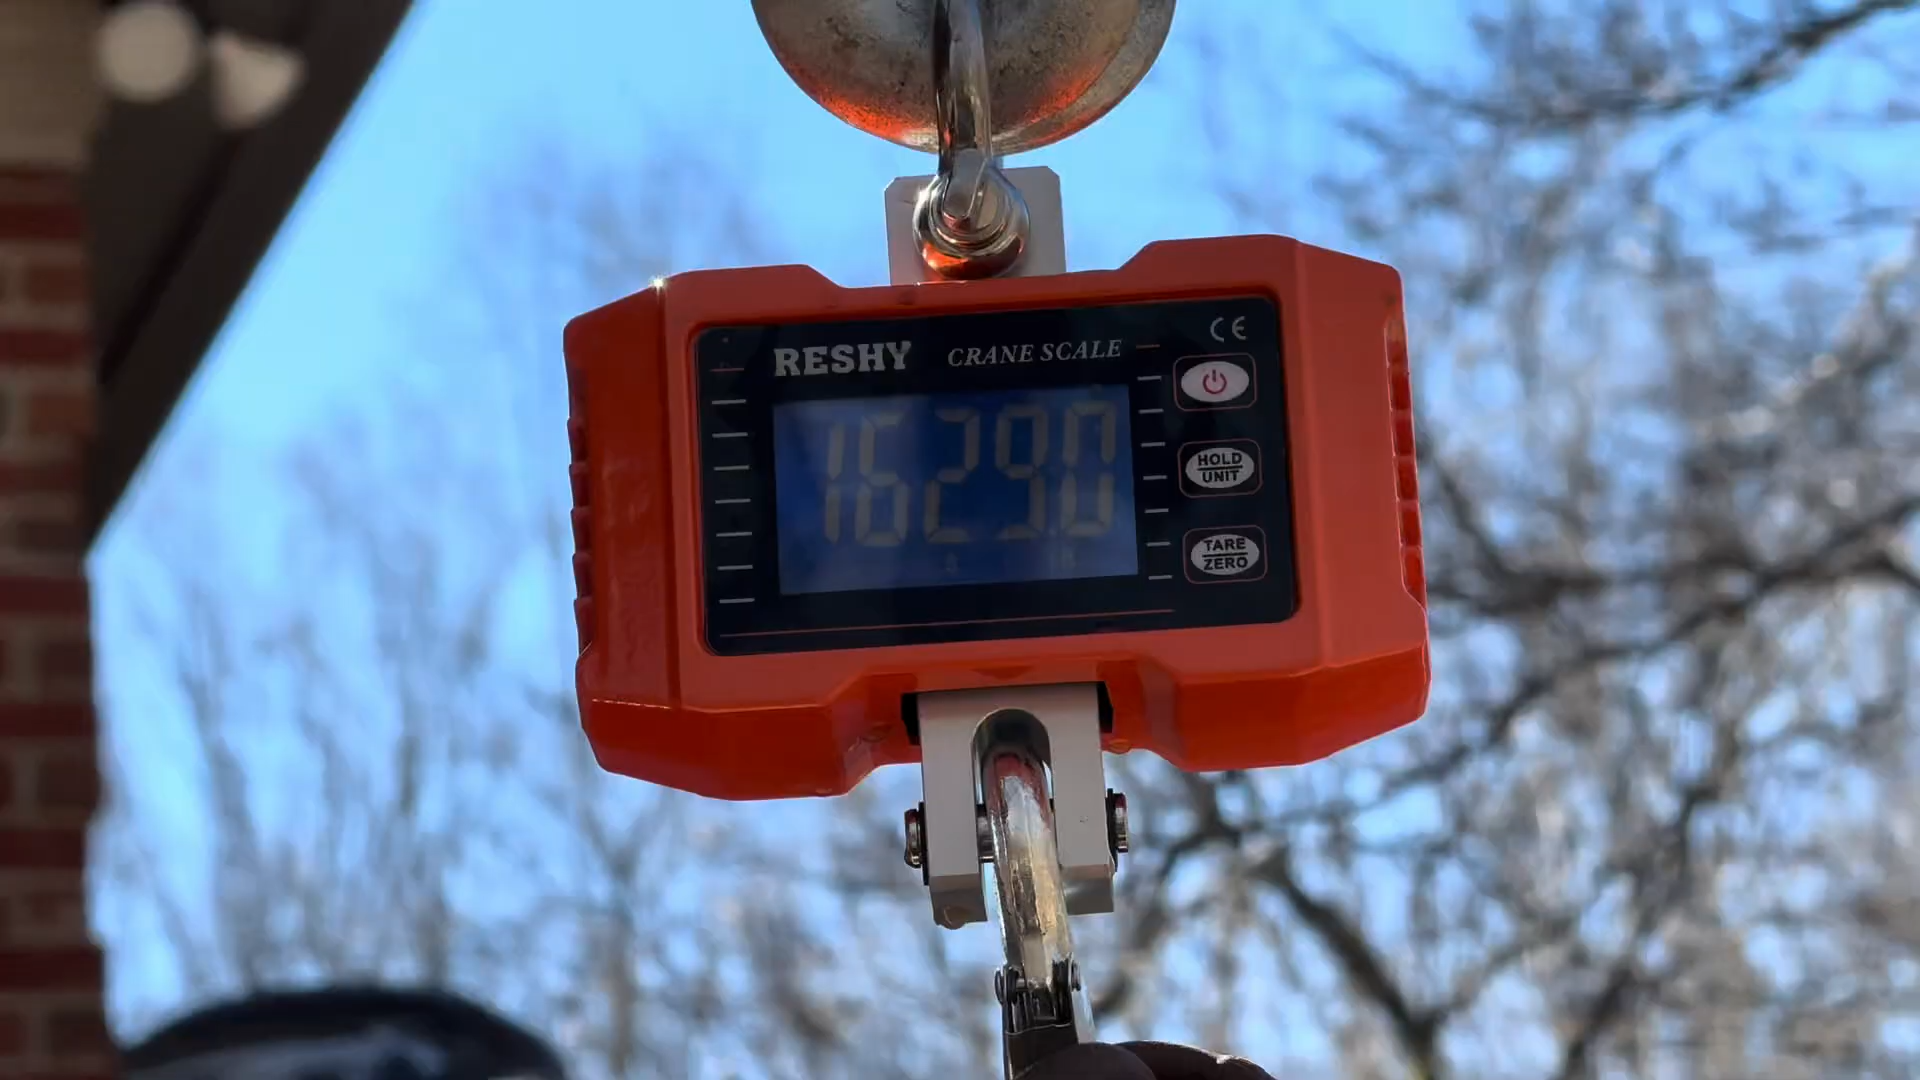 RESHY CRANE SCALE CE
1629.0
HOLD
UNIT
TARE
ZERO